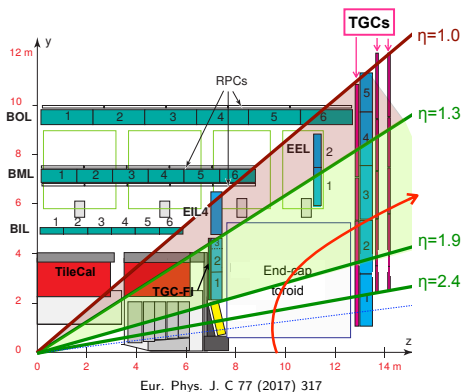 TGCs
12 m
y
η=1.0
RPCs
10
BOL
1 2 3 4 5 6
5
η=1.3
4
8
EEL
2
BML
1 2 3 4 5 6
1
3
6
EIL4
BIL
1 2 3 4 5 6
2
η=1.9
4
3
TileCal
2
End-cap
toroid
η=2.4
TGC-FI
1
1
2
0
z
0 2 4 6 8 10 12 14 m
Eur. Phys. J. C 77 (2017) 317